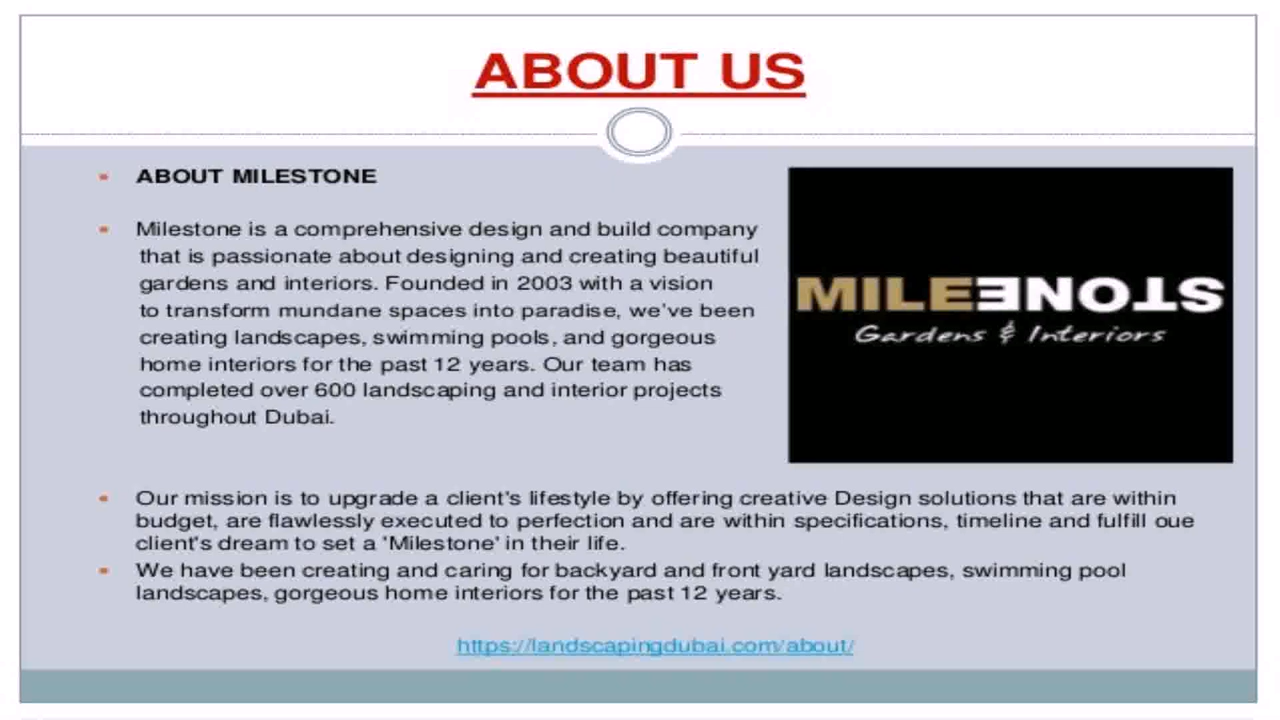 ABOUT US
ABOUT MILESTONE
Milestone is a comprehensive design and build company
that is passionate about designing and creating beautiful
gardens and interiors. Founded in 2003 with a vision
to transform mundane spaces into paradise, we've been
creating landscapes, swimming pools, and gorgeous
home interiors for the past 12 years. Our team has
completed over 600 landscaping and interior projects
throughout Dubai.
MILEENOTS
Gardens & Interiors
Our mission is to upgrade a client's lifestyle by offering creative Design solutions that are within
budget, are flawlessly executed to perfection and are within specifications, timeline and fulfill oue
client's dream to set a 'Milestone' in their life.
We have been creating and caring for backyard and front yard landscapes, swimming pool
landscapes, gorgeous home interiors for the past 12 years.
https://landscapingdubai.com/about/